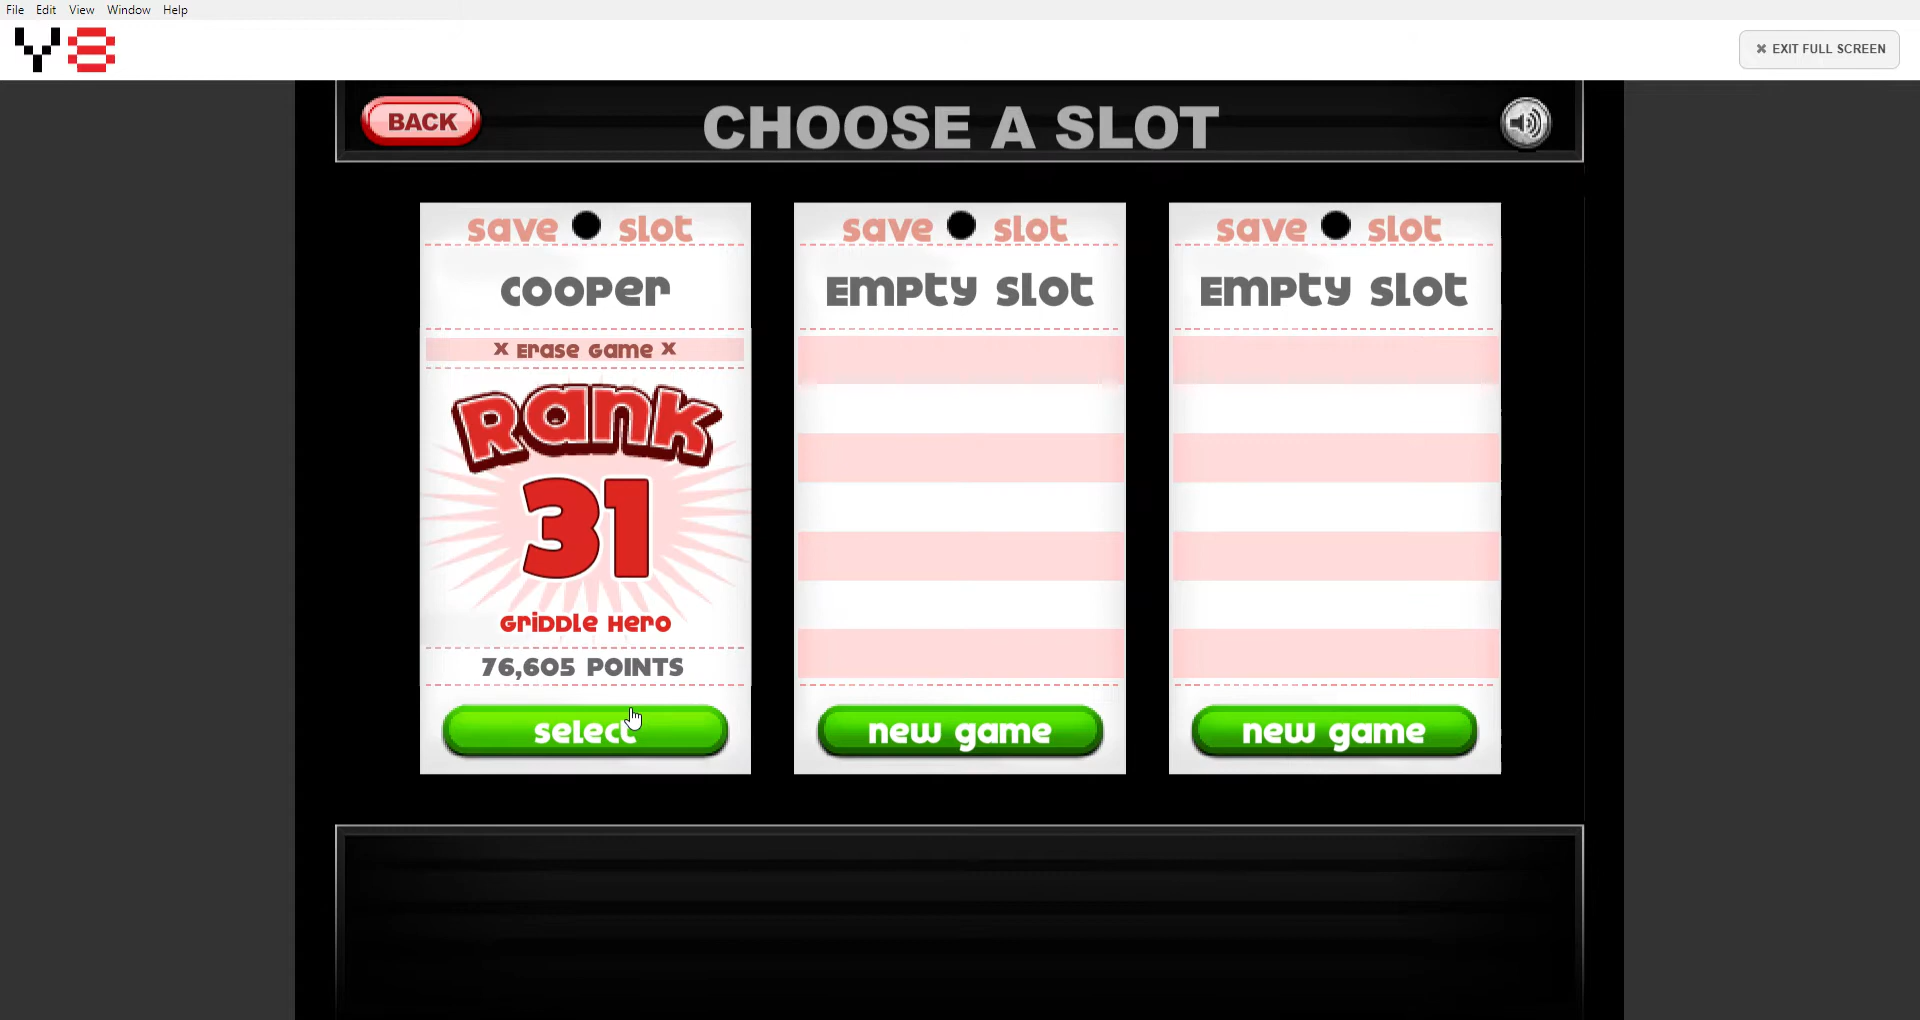 File Edit View Window Help
Y8
✖ EXIT FULL SCREEN
BACK
CHOOSE A SLOT
save slot
cooper
x Erase Game x
Rank
31
Griddle Hero
76,605 POINTS
select
save slot
Empty slot
new game
save slot
Empty slot
new game